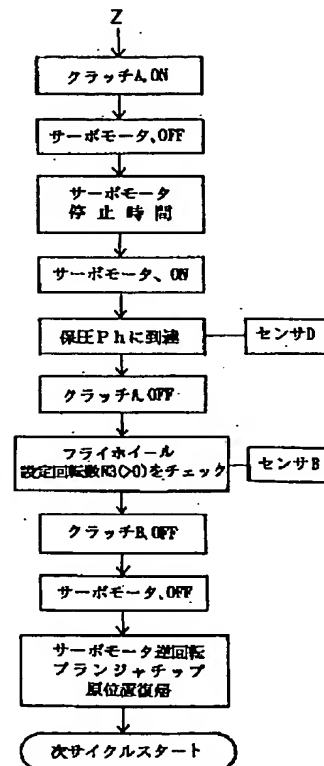 Z
クラッチA、ON
サーボモータ、OFF
サーボモータ
停止時間
サーボモータ、ON
保圧Phに到達
センサD
クラッチA、OFF
フライホイール
設定回転数R3(>0)をチェック
センサB
クラッチB、OFF
サーボモータ、OFF
サーボモータ逆回転
プランジャチップ
原位置復帰
次サイクルスタート